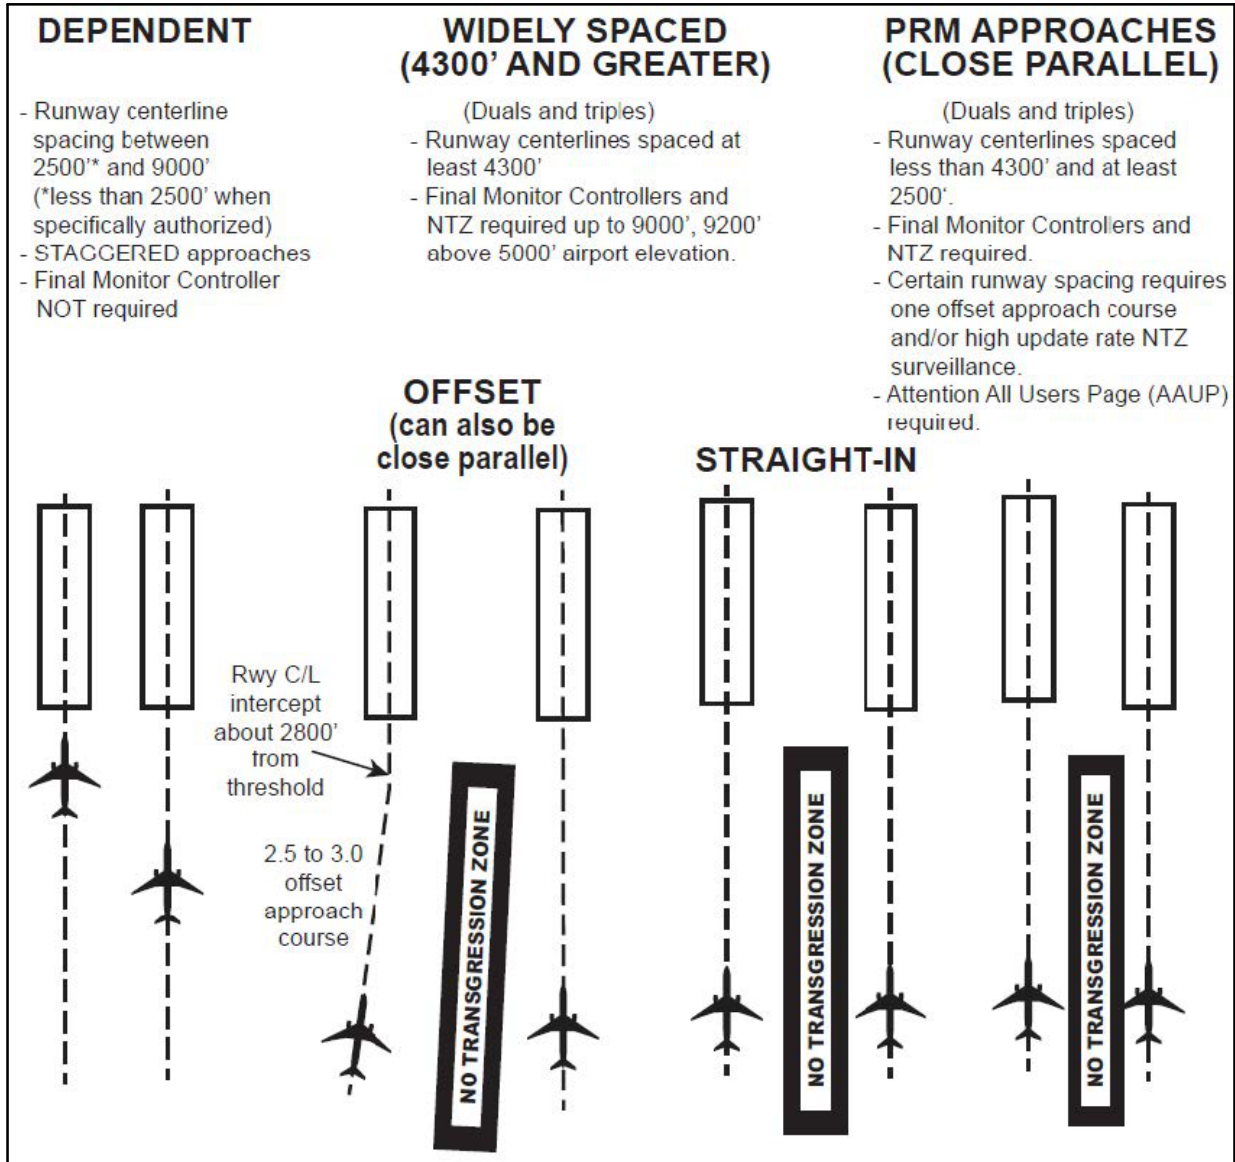 DEPENDENT
- Runway centerline
spacing between
2500'* and 9000'
(*less than 2500' when
specifically authorized)
- STAGGERED approaches
- Final Monitor Controller
NOT required
WIDELY SPACED
(4300' AND GREATER)
(Duals and triples)
- Runway centerlines spaced at
least 4300'
- Final Monitor Controllers and
NTZ required up to 9000', 9200'
above 5000' airport elevation.
PRM APPROACHES
(CLOSE PARALLEL)
(Duals and triples)
- Runway centerlines spaced
less than 4300' and at least
2500'.
- Final Monitor Controllers and
NTZ required.
- Certain runway spacing requires
one offset approach course
and/or high update rate NTZ
surveillance.
- Attention All Users Page (AAUP)
required.
OFFSET
(can also be
close parallel)
STRAIGHT-IN
Rwy C/L
intercept
about 2800'
from
threshold
2.5 to 3.0
offset
approach
course
NO TRANSGRESSION ZONE
NO TRANSGRESSION ZONE
NO TRANSGRESSION ZONE